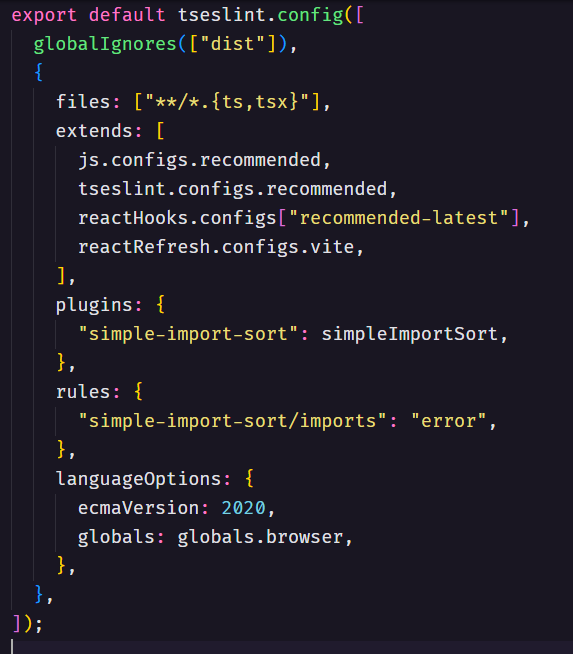 export default tseslint.config([
  globalIgnores(["dist"]),
  {
    files: ["**/*.{ts,tsx}"],
    extends: [
      js.configs.recommended,
      tseslint.configs.recommended,
      reactHooks.configs["recommended-latest"],
      reactRefresh.configs.vite,
    ],
    plugins: {
      "simple-import-sort": simpleImportSort,
    },
    rules: {
      "simple-import-sort/imports": "error",
    },
    languageOptions: {
      ecmaVersion: 2020,
      globals: globals.browser,
    },
  },
]);